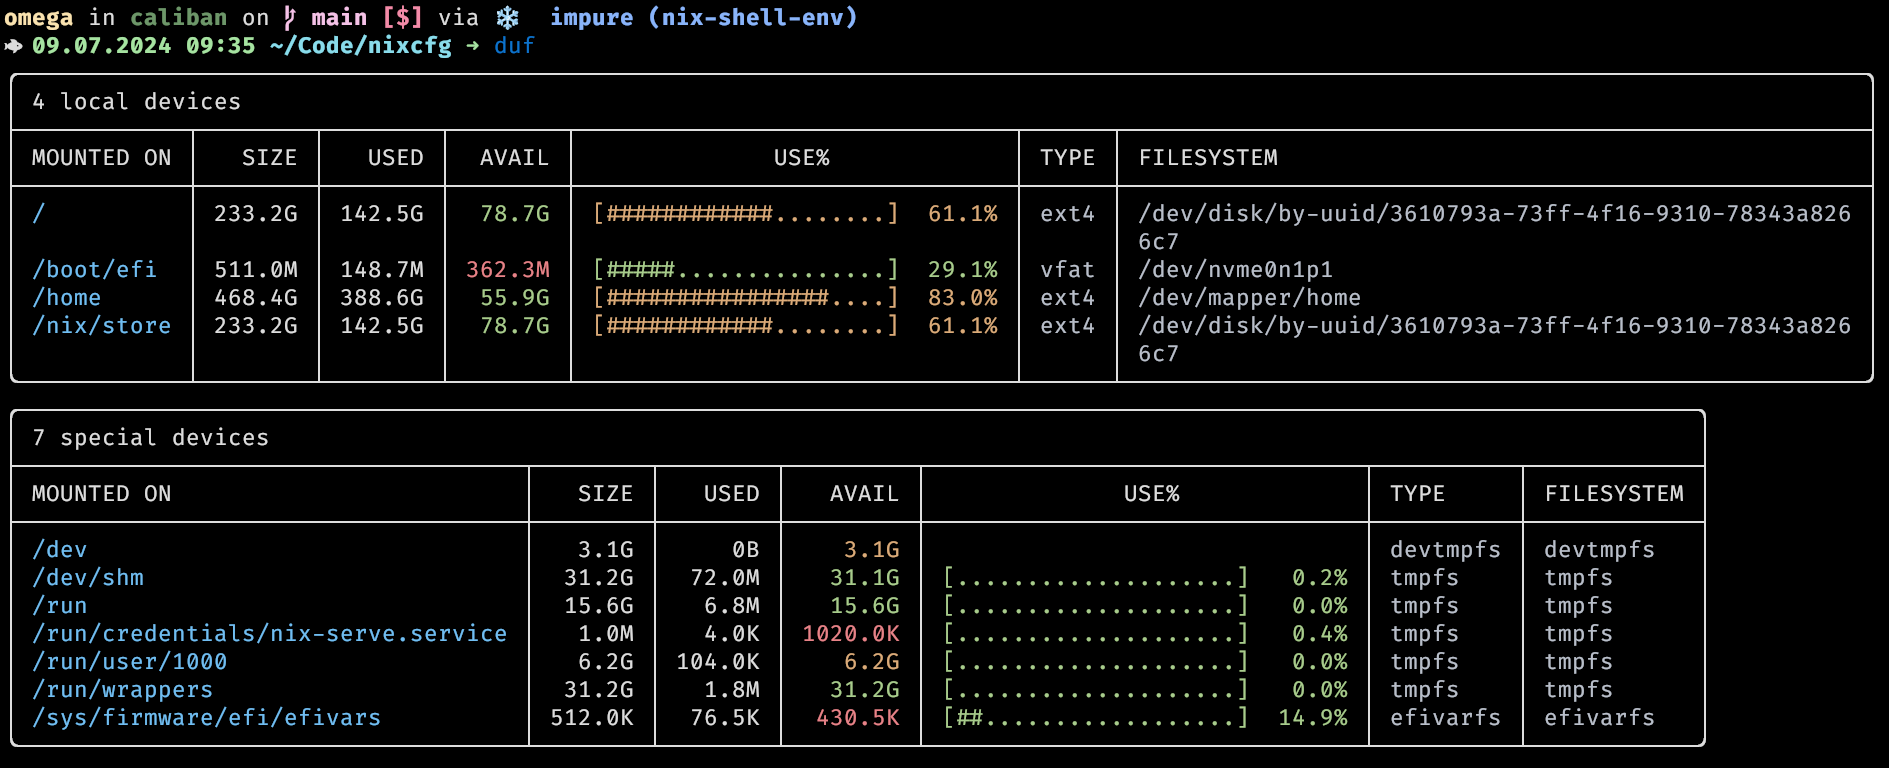 omega in caliban on main [$] via ❄️ impure (nix-shell-env)
09.07.2024 09:35 ~/Code/nixcfg → duf
4 local devices
MOUNTED ON SIZE USED AVAIL USE% TYPE FILESYSTEM
/ 233.2G 142.5G 78.7G [############........] 61.1% ext4 /dev/disk/by-uuid/3610793a-73ff-4f16-9310-78343a826
6c7
/boot/efi 511.0M 148.7M 362.3M [#####...............] 29.1% vfat /dev/nvme0n1p1
/home 468.4G 388.6G 55.9G [################....] 83.0% ext4 /dev/mapper/home
/nix/store 233.2G 142.5G 78.7G [############........] 61.1% ext4 /dev/disk/by-uuid/3610793a-73ff-4f16-9310-78343a826
6c7
7 special devices
MOUNTED ON SIZE USED AVAIL USE% TYPE FILESYSTEM
/dev 3.1G 0B 3.1G devtmpfs devtmpfs
/dev/shm 31.2G 72.0M 31.1G [....................] 0.2% tmpfs tmpfs
/run 15.6G 6.8M 15.6G [....................] 0.0% tmpfs tmpfs
/run/credentials/nix-serve.service 1.0M 4.0K 1020.0K [....................] 0.4% tmpfs tmpfs
/run/user/1000 6.2G 104.0K 6.2G [....................] 0.0% tmpfs tmpfs
/run/wrappers 31.2G 1.8M 31.2G [....................] 0.0% tmpfs tmpfs
/sys/firmware/efi/efivars 512.0K 76.5K 430.5K [##..................] 14.9% efivarfs efivarfs